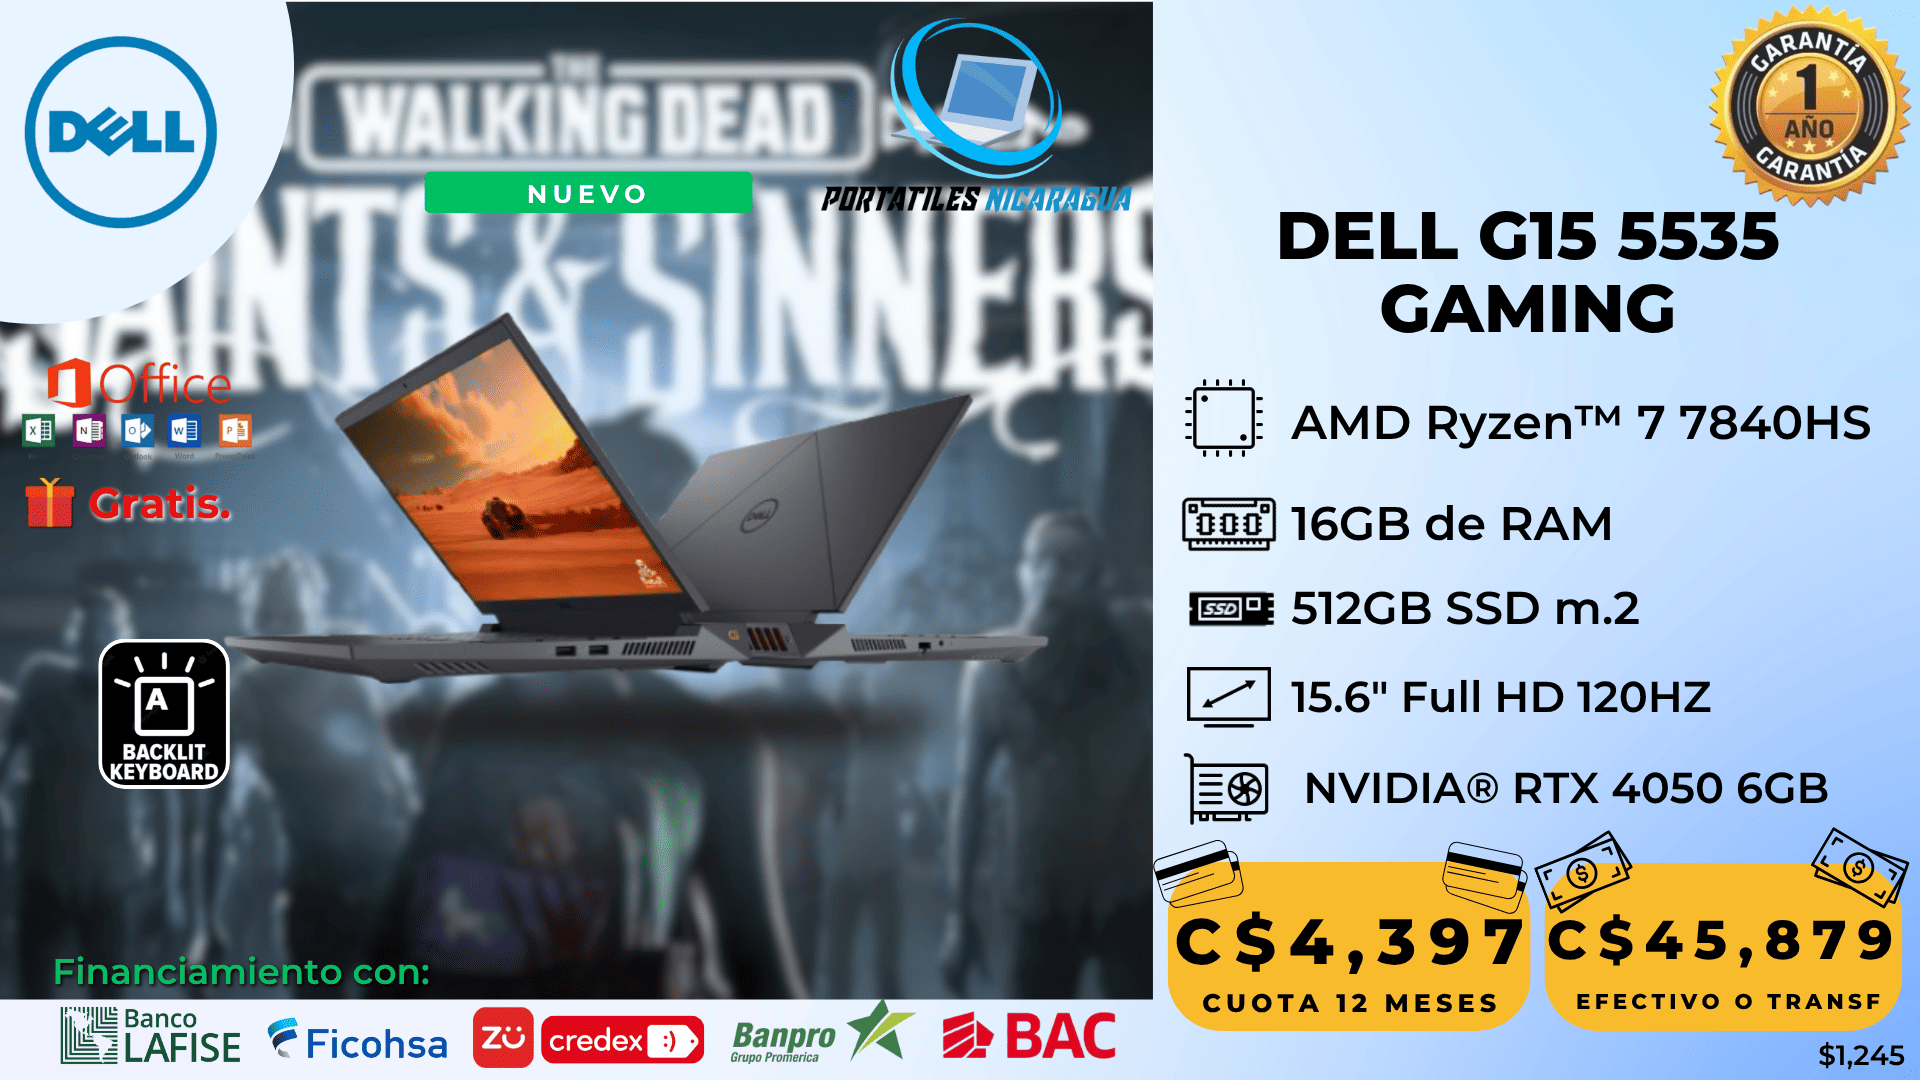 DELL
THE
WALKING DEAD
SAINTS & SINNERS
NUEVO
PORTATILES NICARAGUA
GARANTÍA
1
AÑO
GARANTÍA
DELL G15 5535
GAMING
Office
Gratis.
DELL
A
BACKLIT
KEYBOARD
AMD Ryzen™ 7 7840HS
16GB de RAM
SSD
512GB SSD m.2
15.6" Full HD 120HZ
NVIDIA® RTX 4050 6GB
C$4,397
CUOTA 12 MESES
C$45,879
EFECTIVO O TRANSF
$1,245
Financiamiento con:
Banco
LAFISE
Ficohsa
zü
credex
Banpro
Grupo Promerica
BAC